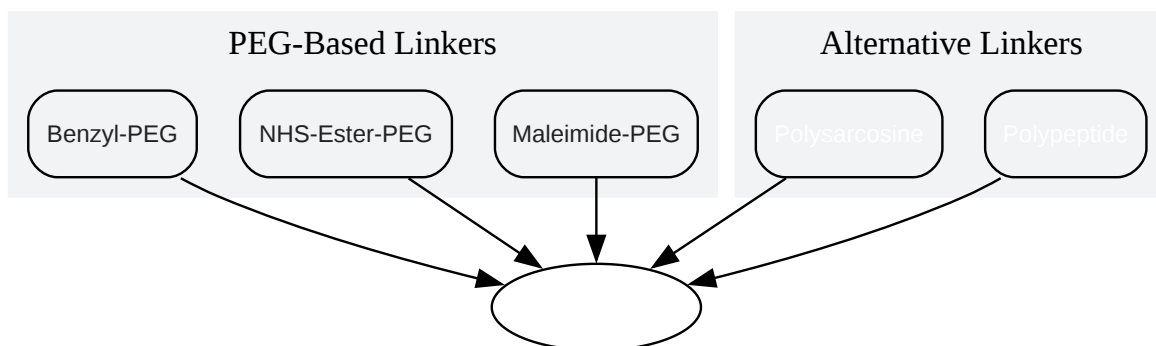 PEG-Based Linkers
Alternative Linkers
Benzyl-PEG
NHS-Ester-PEG
Maleimide-PEG
Polysarcosine
Polypeptide